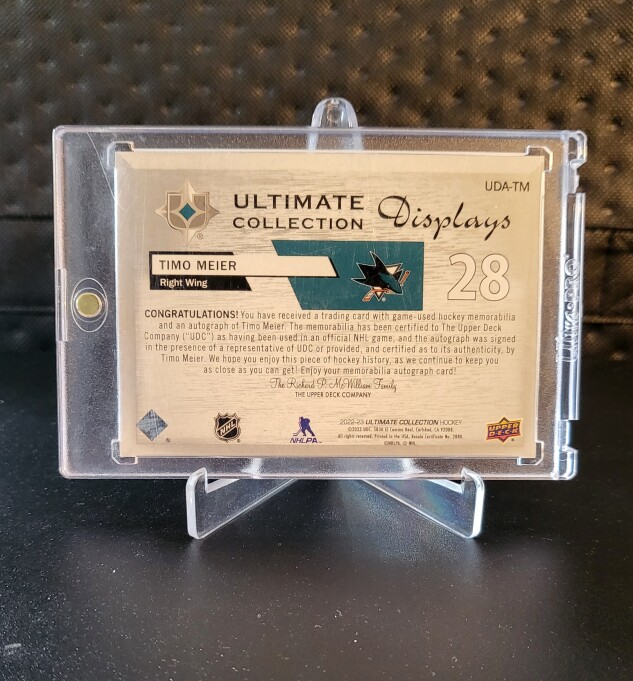 UDA-TM
ULTIMATE
COLLECTION Displays
TIMO MEIER
Right Wing
28
CONGRATULATIONS! You have received a trading card with game-used hockey memorabilia
and an autograph of Timo Meier. The memorabilia has been certified to The Upper Deck
Company ("UDC") as having been used in an official NHL game, and the autograph was signed
in the presence of a representative of UDC or provided, and certified as to its authenticity, by
Timo Meier. We hope you enjoy this piece of hockey history, as we continue to keep you
as close as you can get! Enjoy your memorabilia autograph card!
The Richard P. McWilliam Family
THE UPPER DECK COMPANY
2022-23 ULTIMATE COLLECTION HOCKEY
NHL
NHLPA
UPPER
DECK